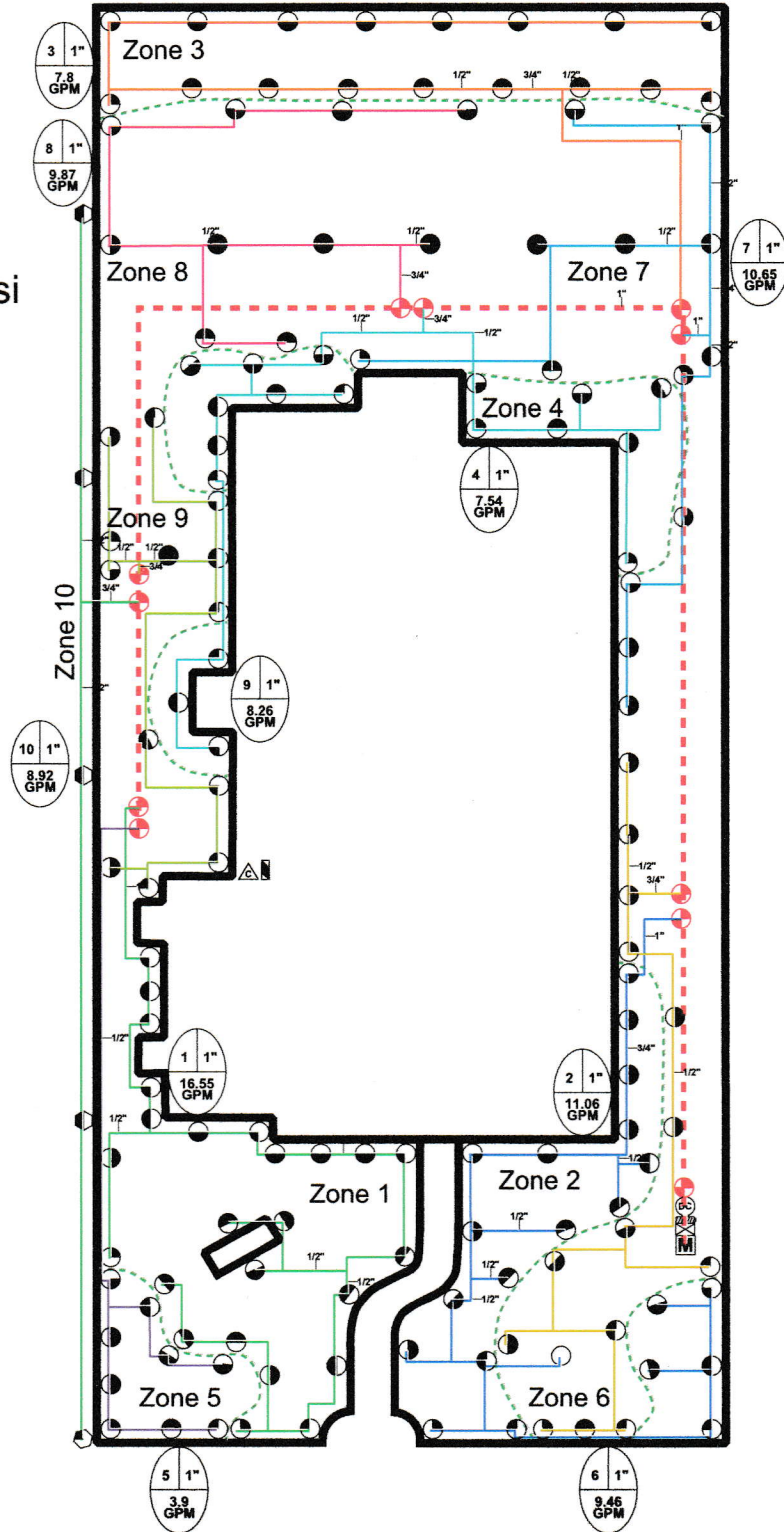 Zone 3
3 1"
7.8
GPM
1/2"
1/2"
3/4"
1/2"
8 1"
9.87
GPM
1"
1/2"
1/2"
1/2"
Zone 8
Zone 7
7 1"
10.65
GPM
si
3/4"
3/4"
1"
1/2"
1/2"
1"
Zone 4
4 1"
7.54
GPM
Zone 9
1/2"
1/2"
3/4"
3/4"
Zone 10
9 1"
8.26
GPM
10 1"
8.92
GPM
C
1/2"
3/4"
1"
1/2"
3/4"
1/2"
1 1"
16.55
GPM
2 1"
11.06
GPM
1/2"
1/2"
Zone 1
Zone 2
1/2"
1/2"
1/2"
1/2"
M
Zone 5
Zone 6
5 1"
3.9
GPM
6 1"
9.46
GPM